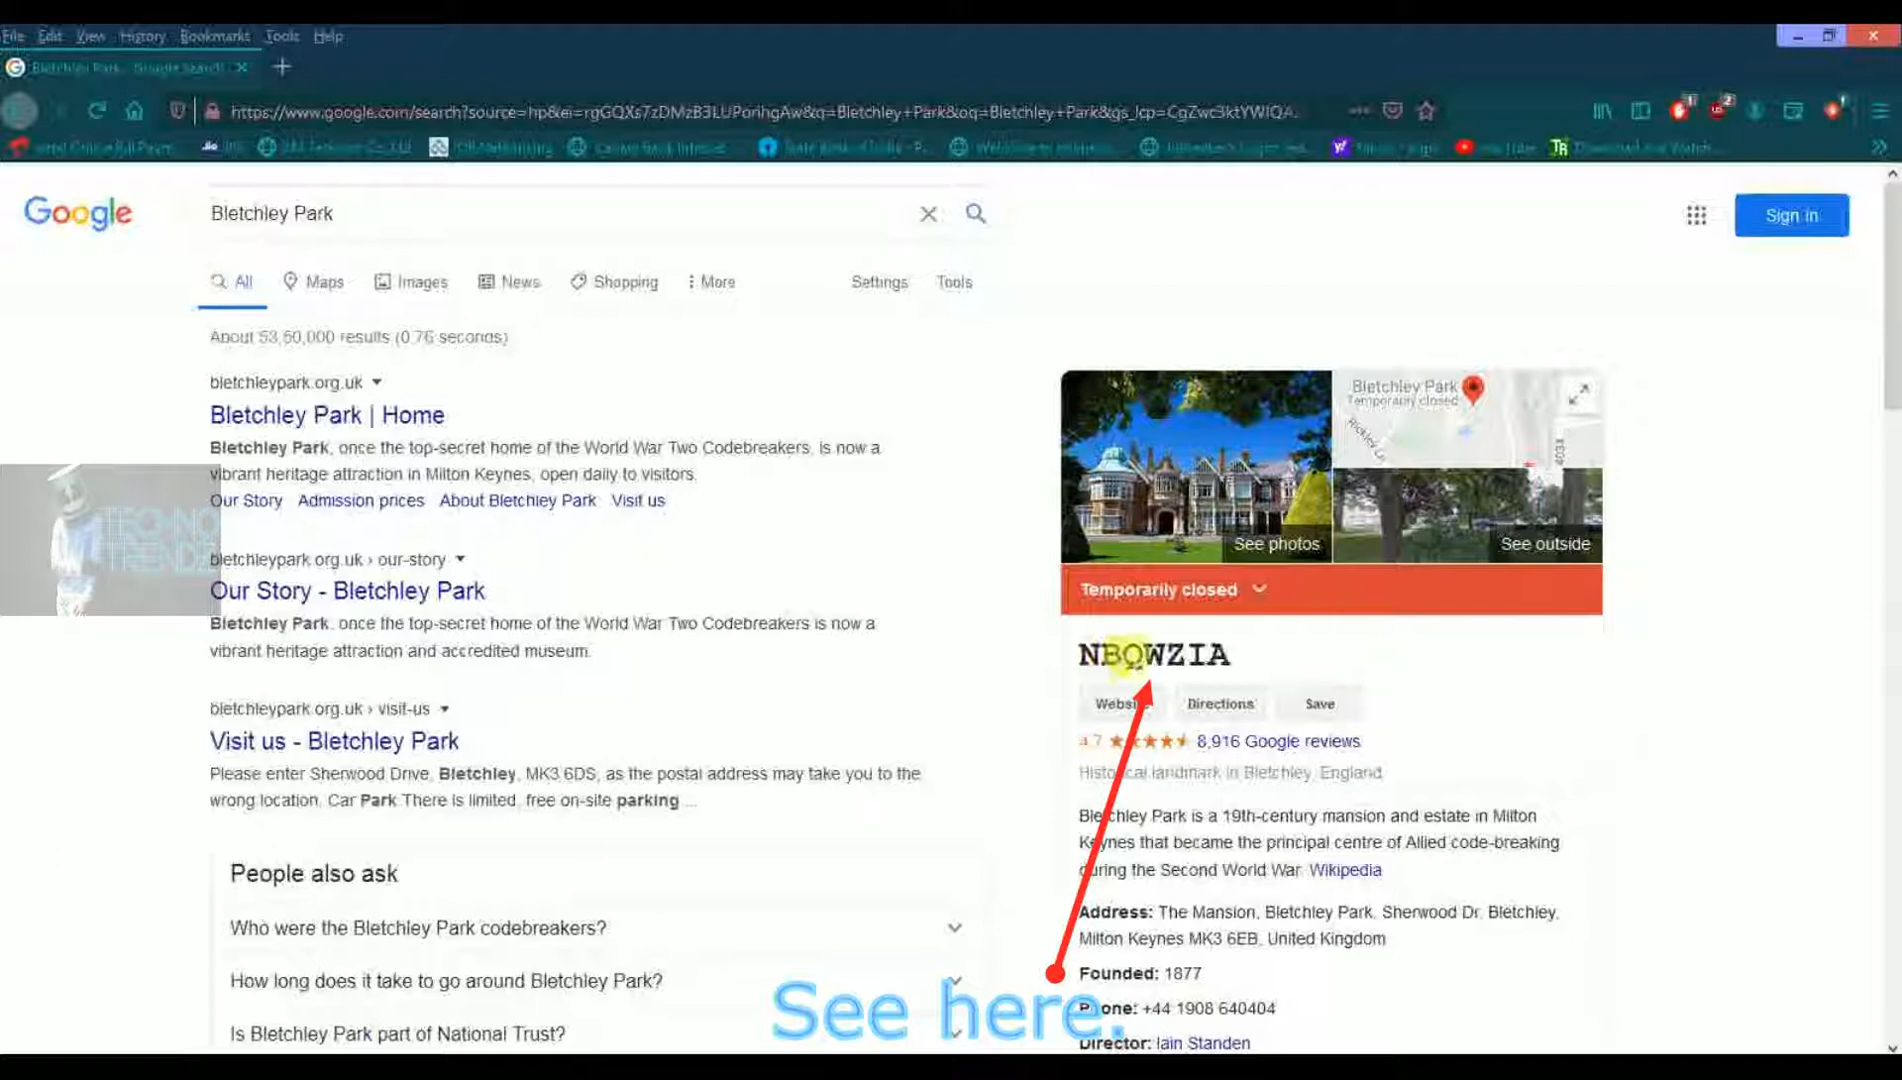 File Edit View History Bookmarks Tools Help
Bletchley Park - Google Search
https://www.google.com/search?source=hp&ei=rgGQXs7zDMzB3LUPorihgAw&q=Bletchley+Park&oq=Bletchley+Park&gs_lcp=CgZwc3ktYWIQA.
Google
Bletchley Park
Sign in
All Maps Images News Shopping More Settings Tools
About 53,50,000 results (0.76 seconds)
bletchleypark.org.uk
Bletchley Park | Home
Bletchley Park, once the top-secret home of the World War Two Codebreakers, is now a
vibrant heritage attraction in Milton Keynes, open daily to visitors.
Our Story Admission prices About Bletchley Park Visit us
TECHNO
TRENDZ
bletchleypark.org.uk › our-story
Our Story - Bletchley Park
Bletchley Park, once the top-secret home of the World War Two Codebreakers is now a
vibrant heritage attraction and accredited museum.
bletchleypark.org.uk › visit-us
Visit us - Bletchley Park
Please enter Sherwood Drive, Bletchley, MK3 6DS, as the postal address may take you to the
wrong location. Car Park There is limited, free on-site parking ...
People also ask
Who were the Bletchley Park codebreakers?
How long does it take to go around Bletchley Park?
Is Bletchley Park part of National Trust?
Bletchley Park
Temporarily closed
See photos
See outside
Temporarily closed
NBQWZIA
Website Directions Save
4.7 8,916 Google reviews
Historical landmark in Bletchley, England
Bletchley Park is a 19th-century mansion and estate in Milton
Keynes that became the principal centre of Allied code-breaking
during the Second World War. Wikipedia
Address: The Mansion, Bletchley Park, Sherwood Dr, Bletchley,
Milton Keynes MK3 6EB, United Kingdom
Founded: 1877
Phone: +44 1908 640404
Director: Iain Standen
See here.